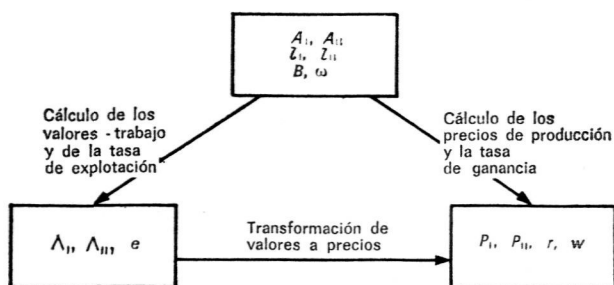 A_I, A_II
l_I, l_II
B, ω
Cálculo de los
valores - trabajo
y de la tasa
de explotación
Cálculo de los
precios de producción
y la tasa
de ganancia
Λ_I, Λ_II, e
Transformación de
valores a precios
P_I, P_II, r, w